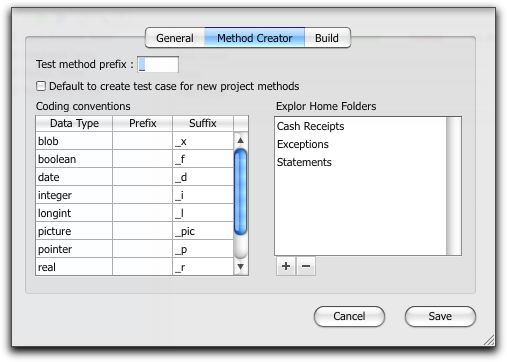 General Method Creator Build
Test method prefix : _
Default to create test case for new project methods
Coding conventions
Data Type Prefix Suffix
blob _x
boolean _f
date _d
integer _i
longint _l
picture _pic
pointer _p
real _r
Explor Home Folders
Cash Receipts
Exceptions
Statements
+ −
Cancel Save